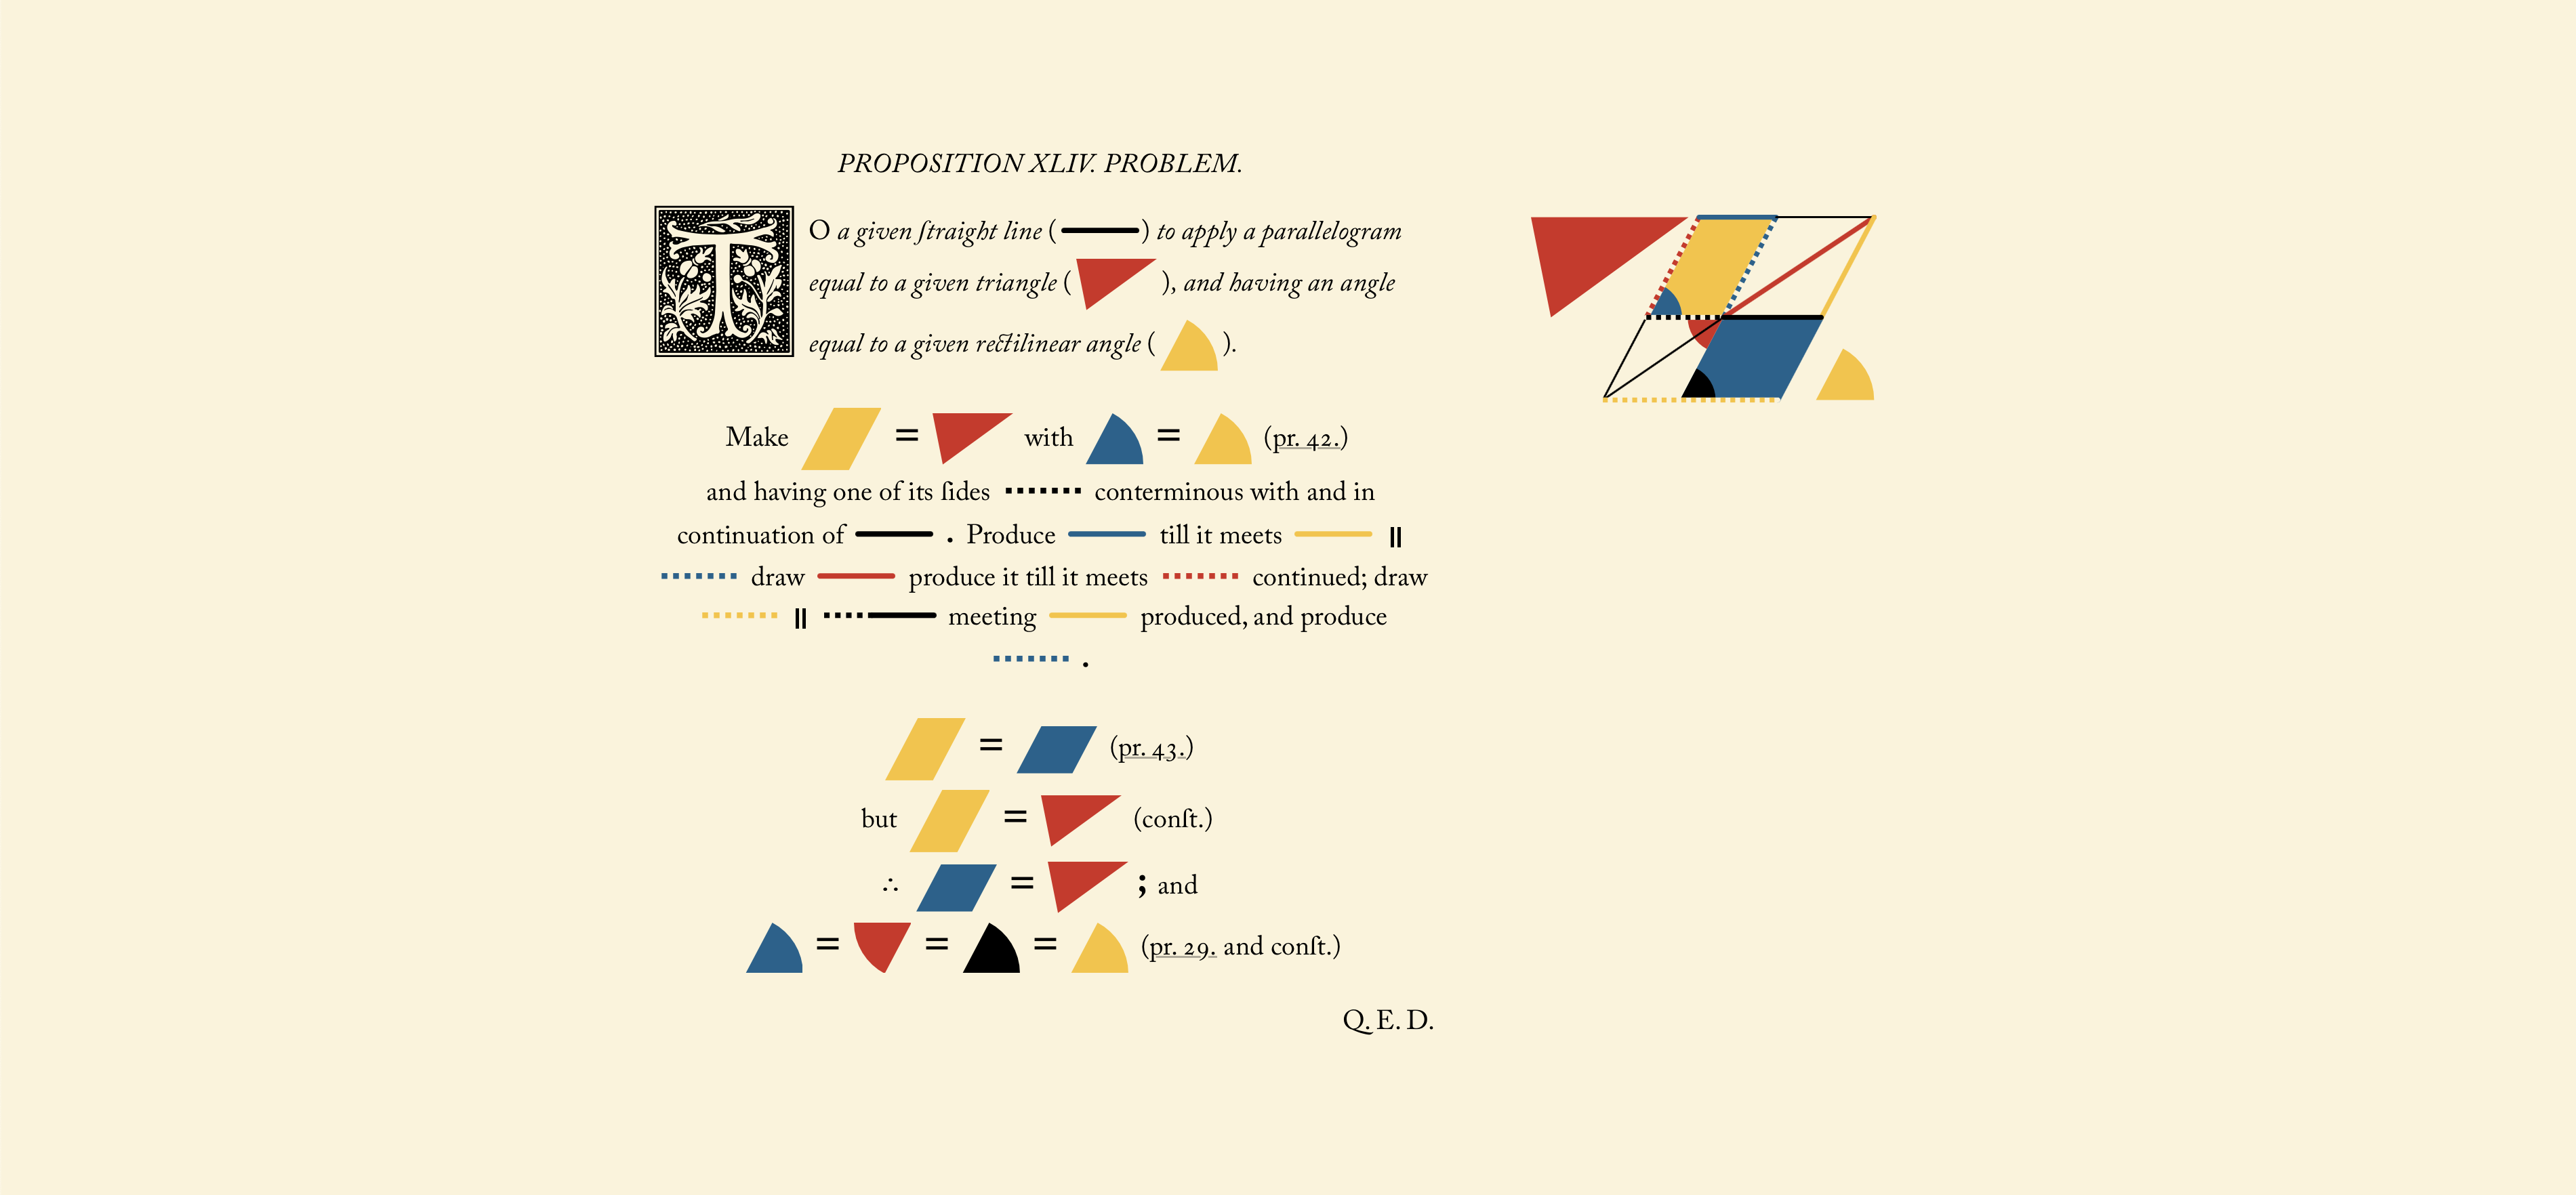 PROPOSITION XLIV. PROBLEM.
TO a given ſtraight line ( ) to apply a parallelogram
equal to a given triangle ( ), and having an angle
equal to a given rectilinear angle ( ).
Make = with = (pr. 42.)
and having one of its ſides conterminous with and in
continuation of . Produce till it meets ∥
draw produce it till it meets continued; draw
∥ meeting produced, and produce
.
= (pr. 43.)
but = (conſt.)
∴ = ; and
= = = (pr. 29. and conſt.)
Q. E. D.